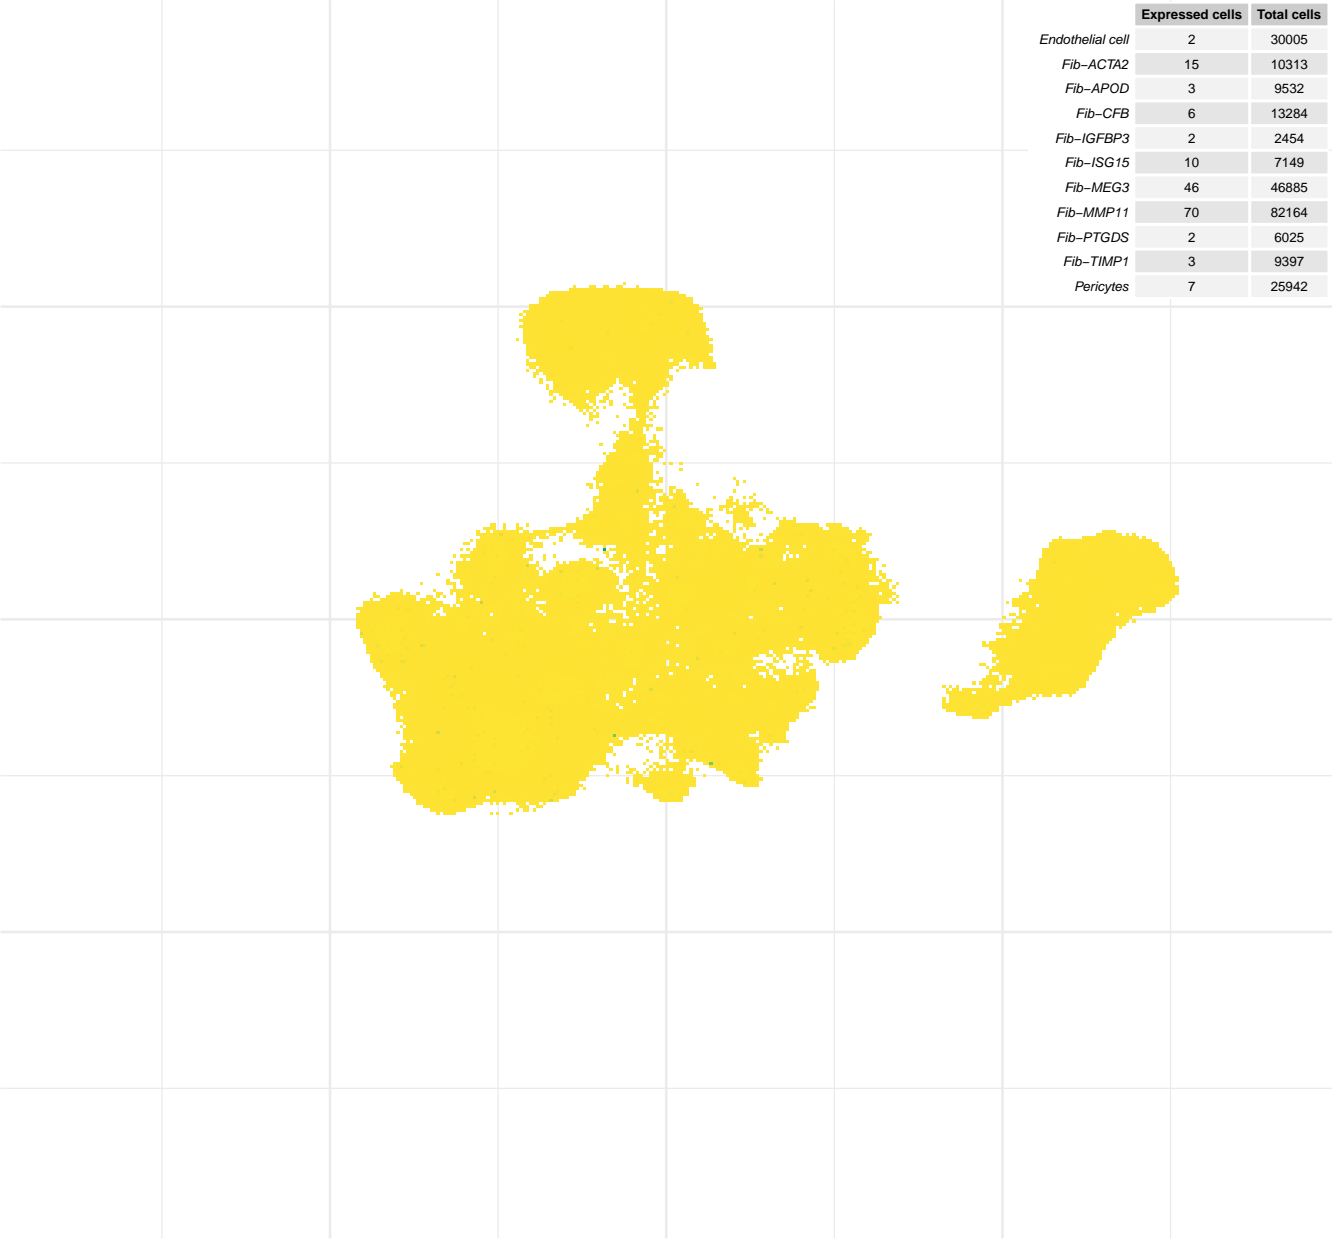 Expressed cells Total cells
Endothelial cell 2 30005
Fib−ACTA2 15 10313
Fib−APOD 3 9532
Fib−CFB 6 13284
Fib−IGFBP3 2 2454
Fib−ISG15 10 7149
Fib−MEG3 46 46885
Fib−MMP11 70 82164
Fib−PTGDS 2 6025
Fib−TIMP1 3 9397
Pericytes 7 25942